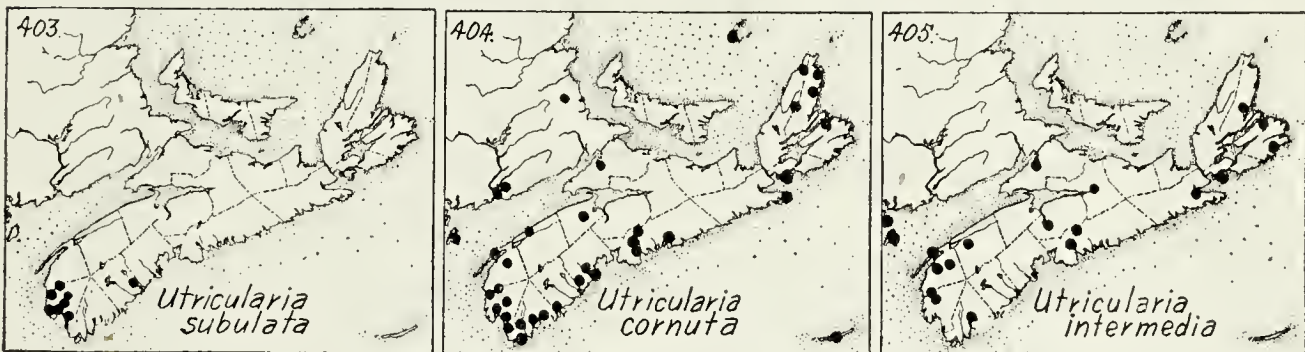 403.
Utricularia
subulata
404.
Utricularia
cornuta
405.
Utricularia
intermedia